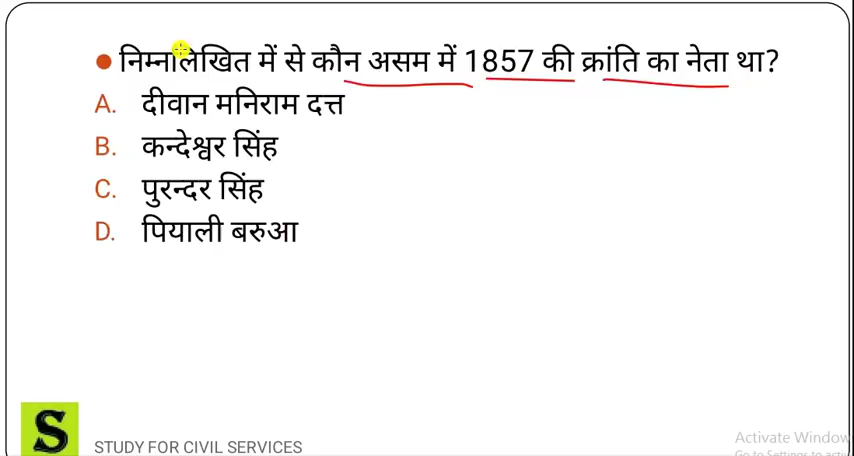 ● निम्नलिखित में से कौन असम में 1857 की क्रांति का नेता था?
A. दीवान मनिराम दत्त
B. कन्देश्वर सिंह
C. पुरन्दर सिंह
D. पियाली बरुआ
S
STUDY FOR CIVIL SERVICES
Activate Window
Go to Settings to acti